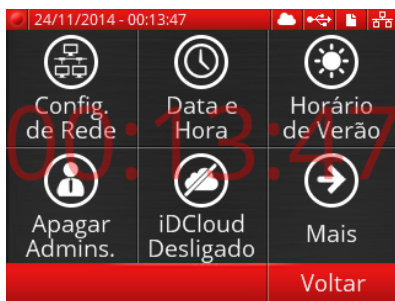 24/11/2014 - 00:13:47
Config. de Rede
Data e Hora
Horário de Verão
00:13:47
Apagar Admins.
iDCloud Desligado
Mais
Voltar